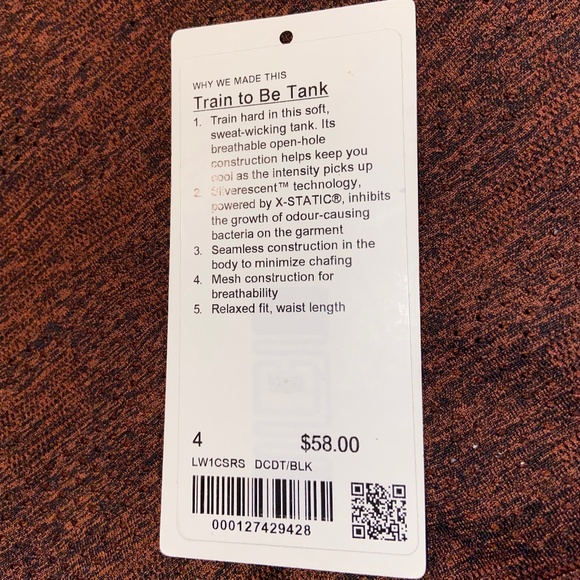 WHY WE MADE THIS
Train to Be Tank
1. Train hard in this soft,
sweat-wicking tank. Its
breathable open-hole
construction helps keep you
cool as the intensity picks up
2. Silverescent™ technology,
powered by X-STATIC®, inhibits
the growth of odour-causing
bacteria on the garment
3. Seamless construction in the
body to minimize chafing
4. Mesh construction for
breathability
5. Relaxed fit, waist length
4 $58.00
LW1CSRS DCDT/BLK
000127429428